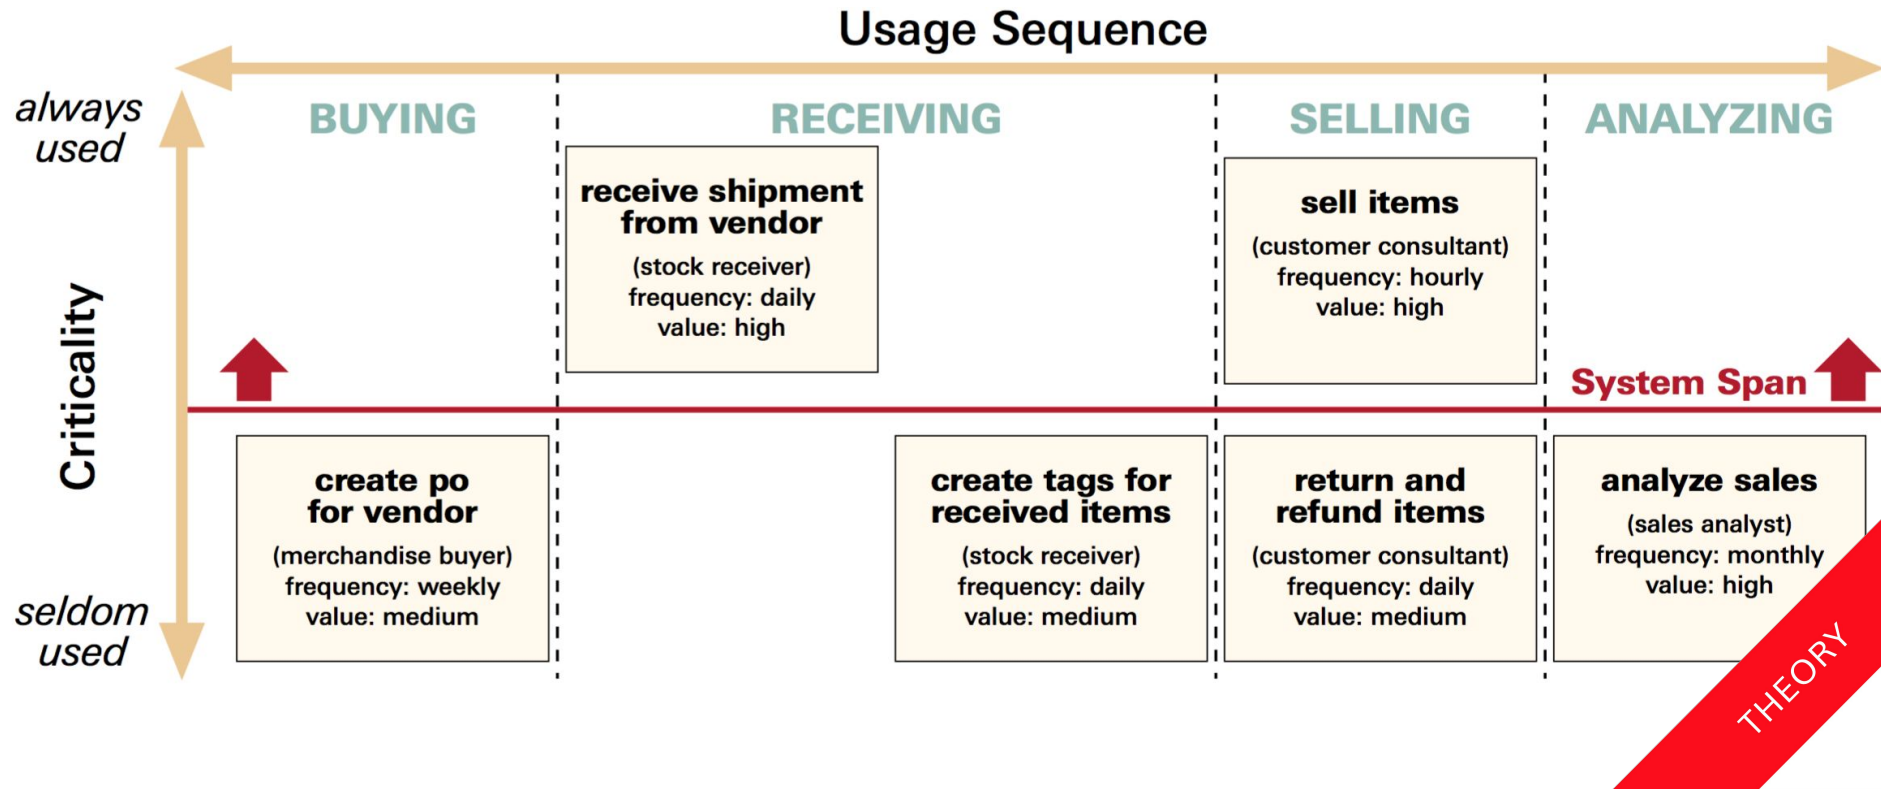 Usage Sequence
always
used
BUYING
RECEIVING
SELLING
ANALYZING
receive shipment
from vendor
(stock receiver)
frequency: daily
value: high
sell items
(customer consultant)
frequency: hourly
value: high
Criticality
System Span
create po
for vendor
(merchandise buyer)
frequency: weekly
value: medium
create tags for
received items
(stock receiver)
frequency: daily
value: medium
return and
refund items
(customer consultant)
frequency: daily
value: medium
analyze sales
(sales analyst)
frequency: monthly
value: high
seldom
used
THEORY